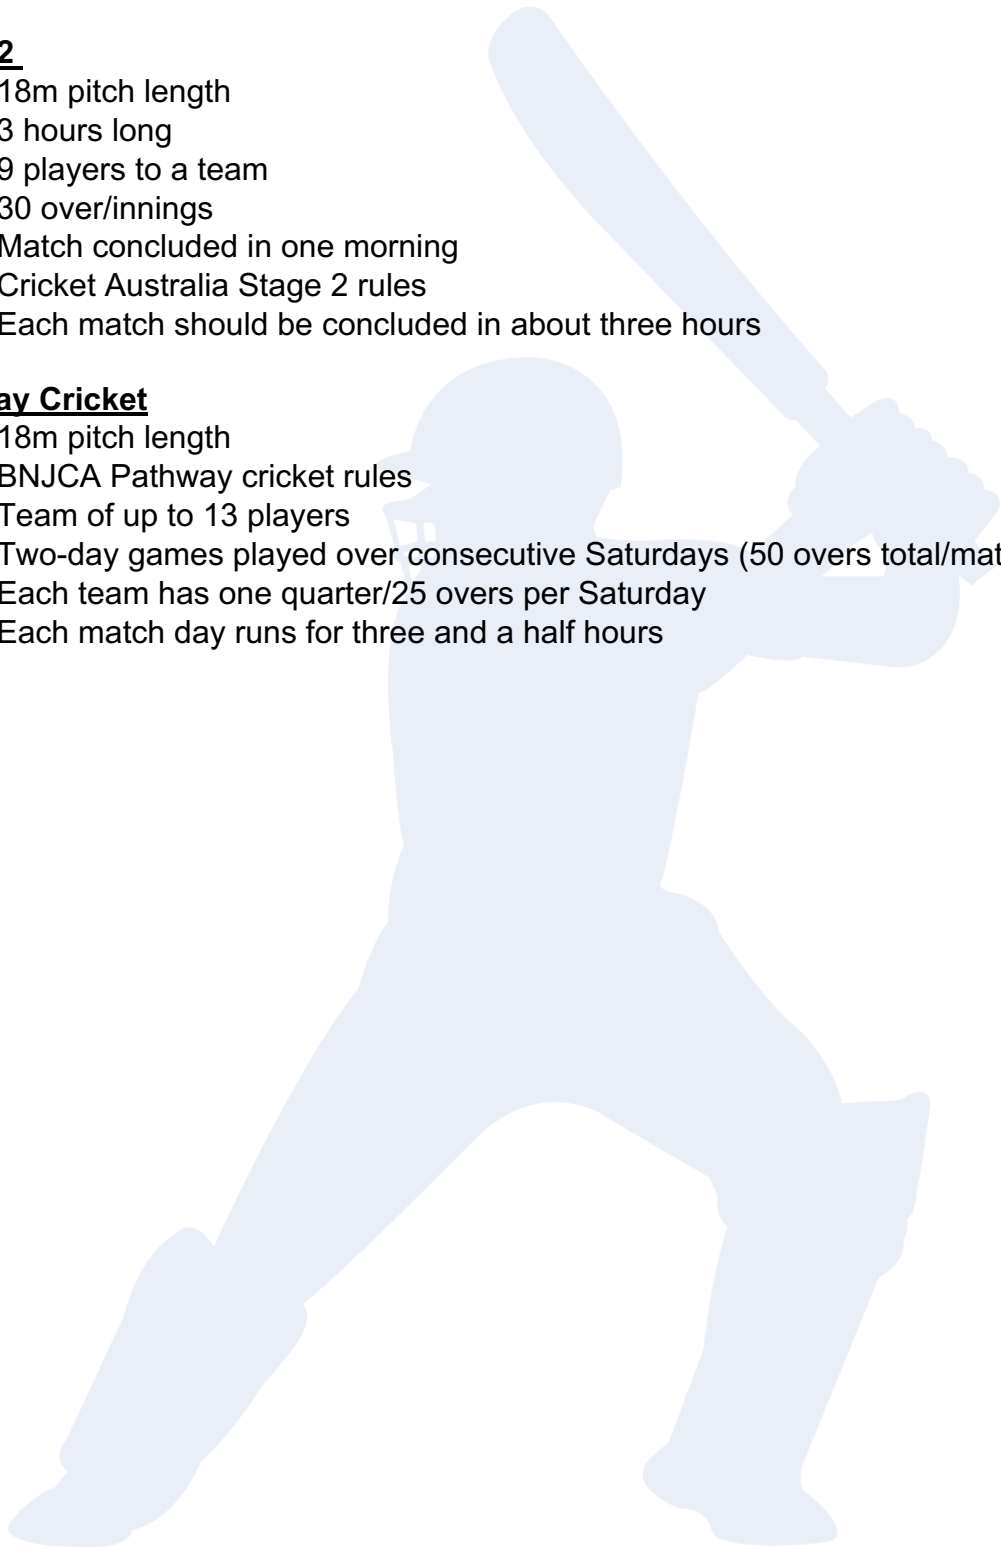 2
18m pitch length
3 hours long
9 players to a team
30 over/innings
Match concluded in one morning
Cricket Australia Stage 2 rules
Each match should be concluded in about three hours
ay Cricket
18m pitch length
BNJCA Pathway cricket rules
Team of up to 13 players
Two-day games played over consecutive Saturdays (50 overs total/mat
Each team has one quarter/25 overs per Saturday
Each match day runs for three and a half hours